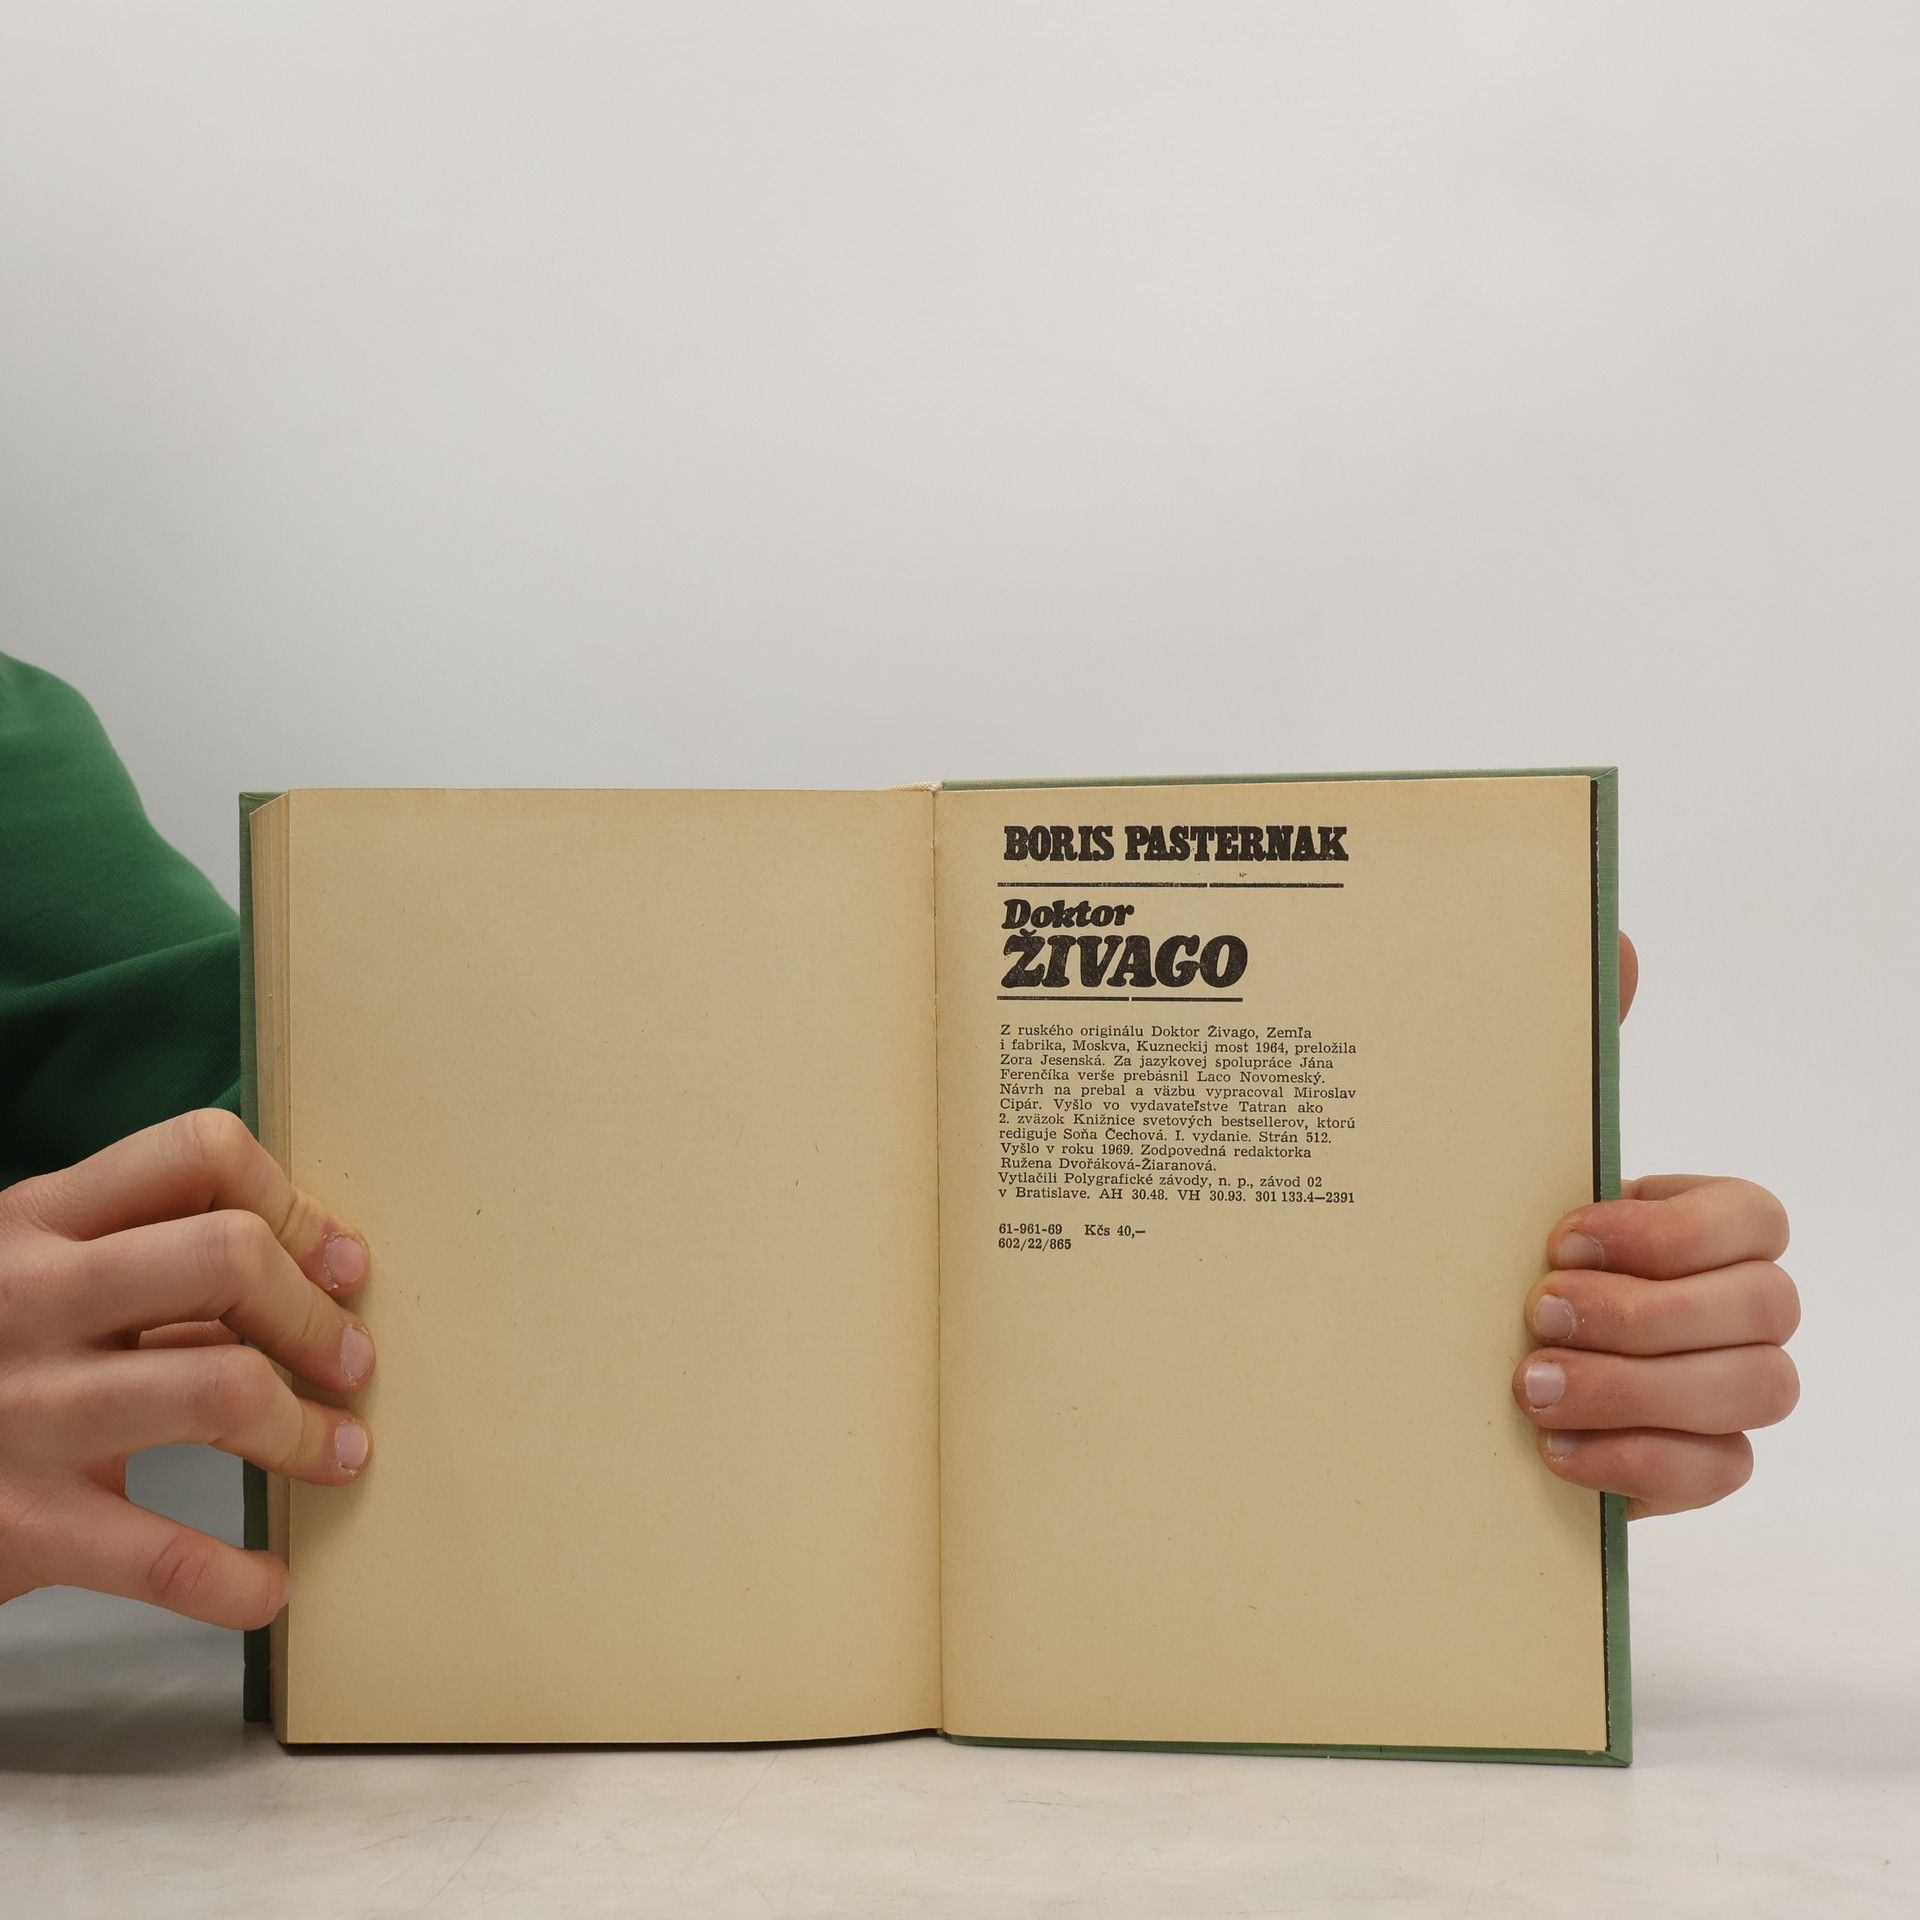 BORIS PASTERNAK
Doktor
ŽIVAGO
Z ruského originálu Doktor Živago, Zemľa
i fabrika, Moskva, Kuzneckij most 1964, preložila
Zora Jesenská. Za jazykovej spolupráce Jána
Ferenčíka verše prebásnil Laco Novomeský.
Návrh na prebal a väzbu vypracoval Miroslav
Cipár. Vyšlo vo vydavateľstve Tatran ako
2. zväzok Knižnice svetových bestsellerov, ktorú
rediguje Soňa Čechová. I. vydanie. Strán 512.
Vyšlo v roku 1969. Zodpovedná redaktorka
Ružena Dvořáková-Žiaranová.
Vytlačili Polygrafické závody, n. p., závod 02
v Bratislave. AH 30.48. VH 30.93. 301 133.4—2391
61-961-69 Kčs 40,—
602/22/865